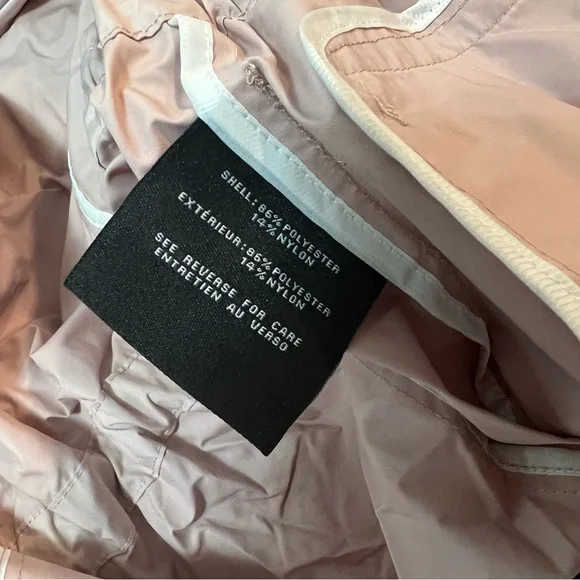 SHELL:86%POLYESTER
14%NYLON
EXTÉRIEUR:86%POLYESTER
14%NYLON
SEE REVERSE FOR CARE
ENTRETIEN AU VERSO